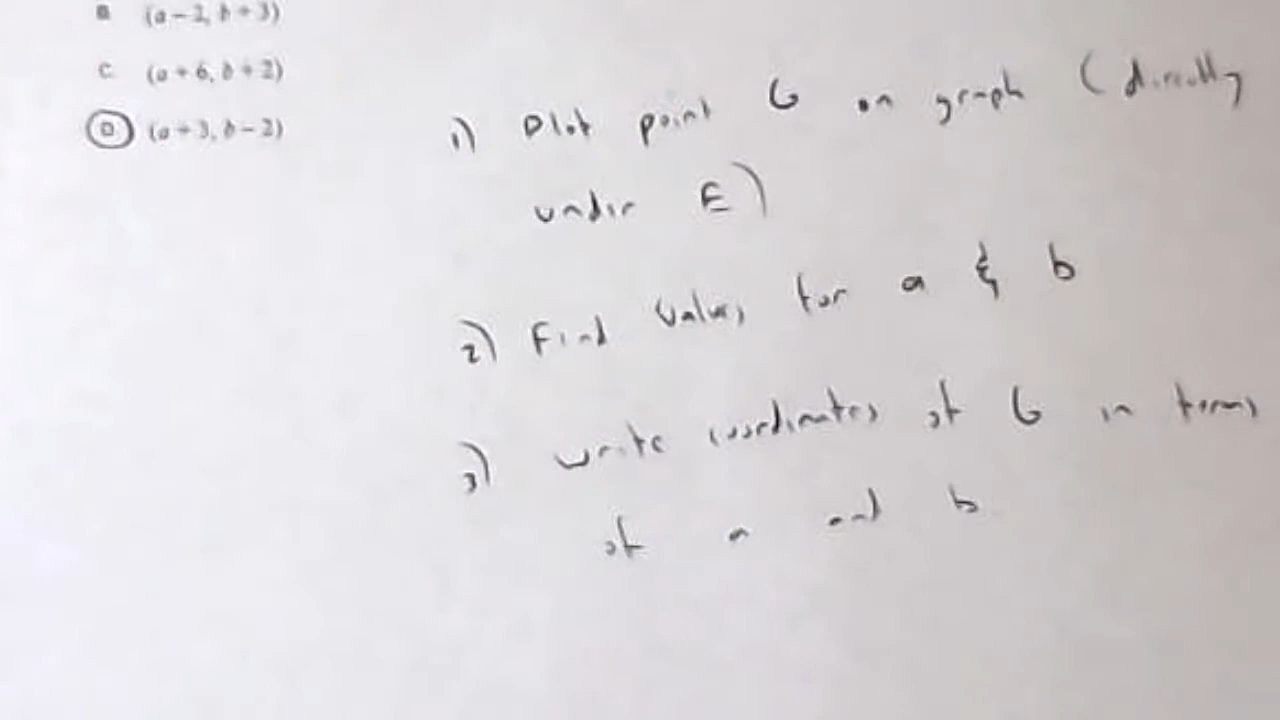 B (a - 2, b + 3)
C. (a + 6, b + 2)
D (a + 3, b - 2)
1) Plot point G on graph (directly
under E)
2) Find values for a & b
3) write coordinates of G in terms
of a and b